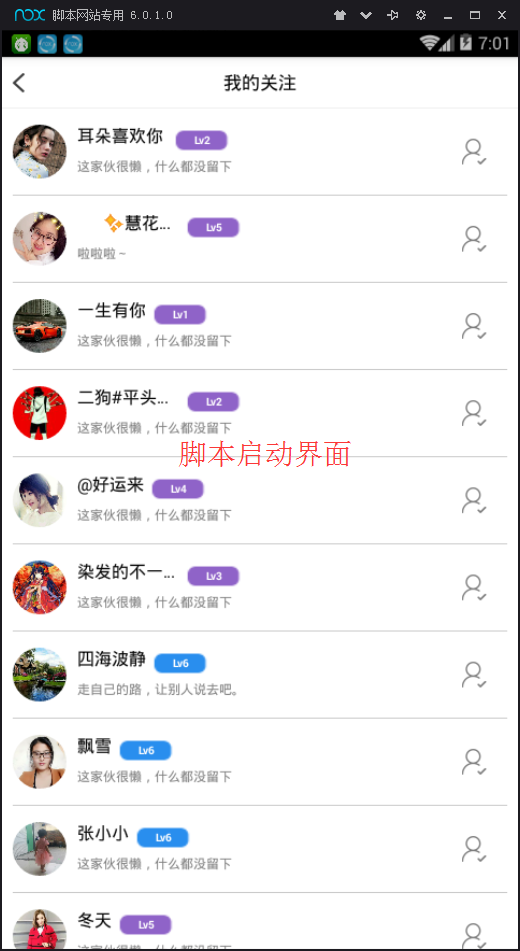 nox 脚本网站专用 6.0.1.0
7:01
我的关注
耳朵喜欢你 Lv2
这家伙很懒，什么都没留下
✨慧花... Lv5
啦啦啦~
一生有你 Lv1
这家伙很懒，什么都没留下
二狗#平头... Lv2
这家伙很懒，什么都没留下
脚本启动界面
@好运来 Lv4
这家伙很懒，什么都没留下
染发的不一... Lv3
这家伙很懒，什么都没留下
四海波静 Lv6
走自己的路，让别人说去吧。
飘雪 Lv6
这家伙很懒，什么都没留下
张小小 Lv6
这家伙很懒，什么都没留下
冬天 Lv5